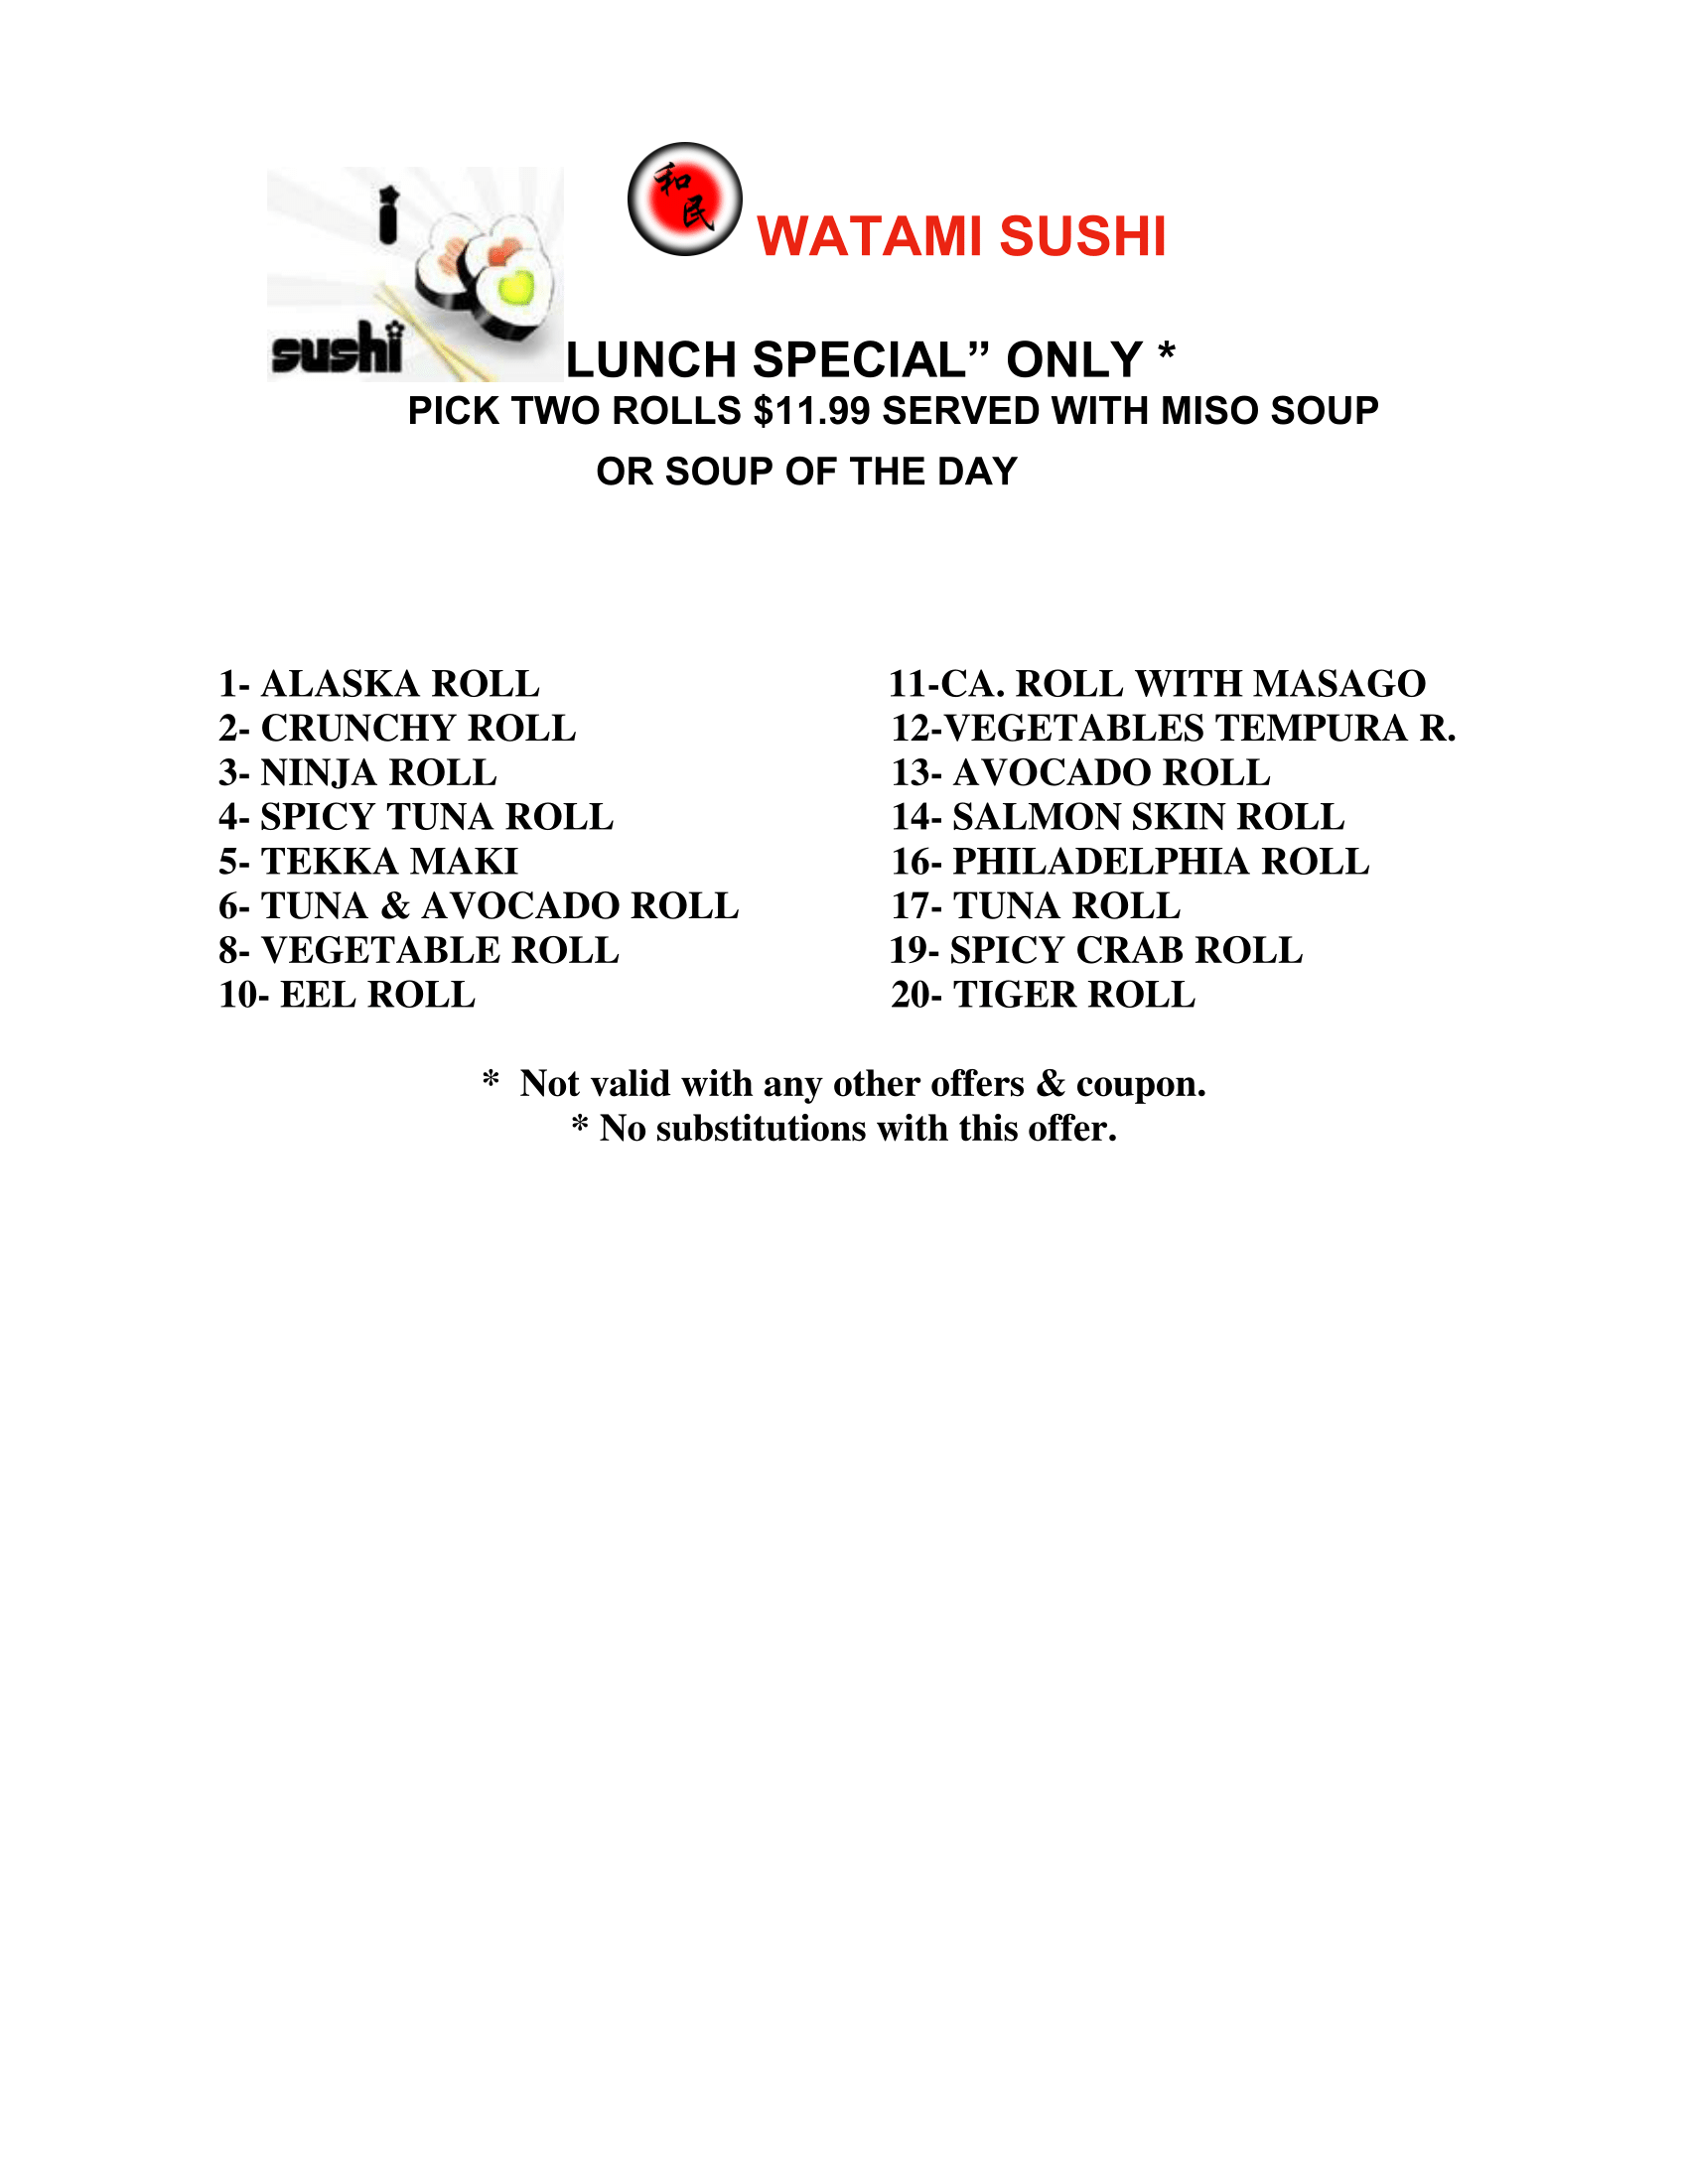 i
sushi
和
民
WATAMI SUSHI
LUNCH SPECIAL” ONLY *
PICK TWO ROLLS $11.99 SERVED WITH MISO SOUP
OR SOUP OF THE DAY
1- ALASKA ROLL
2- CRUNCHY ROLL
3- NINJA ROLL
4- SPICY TUNA ROLL
5- TEKKA MAKI
6- TUNA & AVOCADO ROLL
8- VEGETABLE ROLL
10- EEL ROLL
11-CA. ROLL WITH MASAGO
12-VEGETABLES TEMPURA R.
13- AVOCADO ROLL
14- SALMON SKIN ROLL
16- PHILADELPHIA ROLL
17- TUNA ROLL
19- SPICY CRAB ROLL
20- TIGER ROLL
* Not valid with any other offers & coupon.
* No substitutions with this offer.